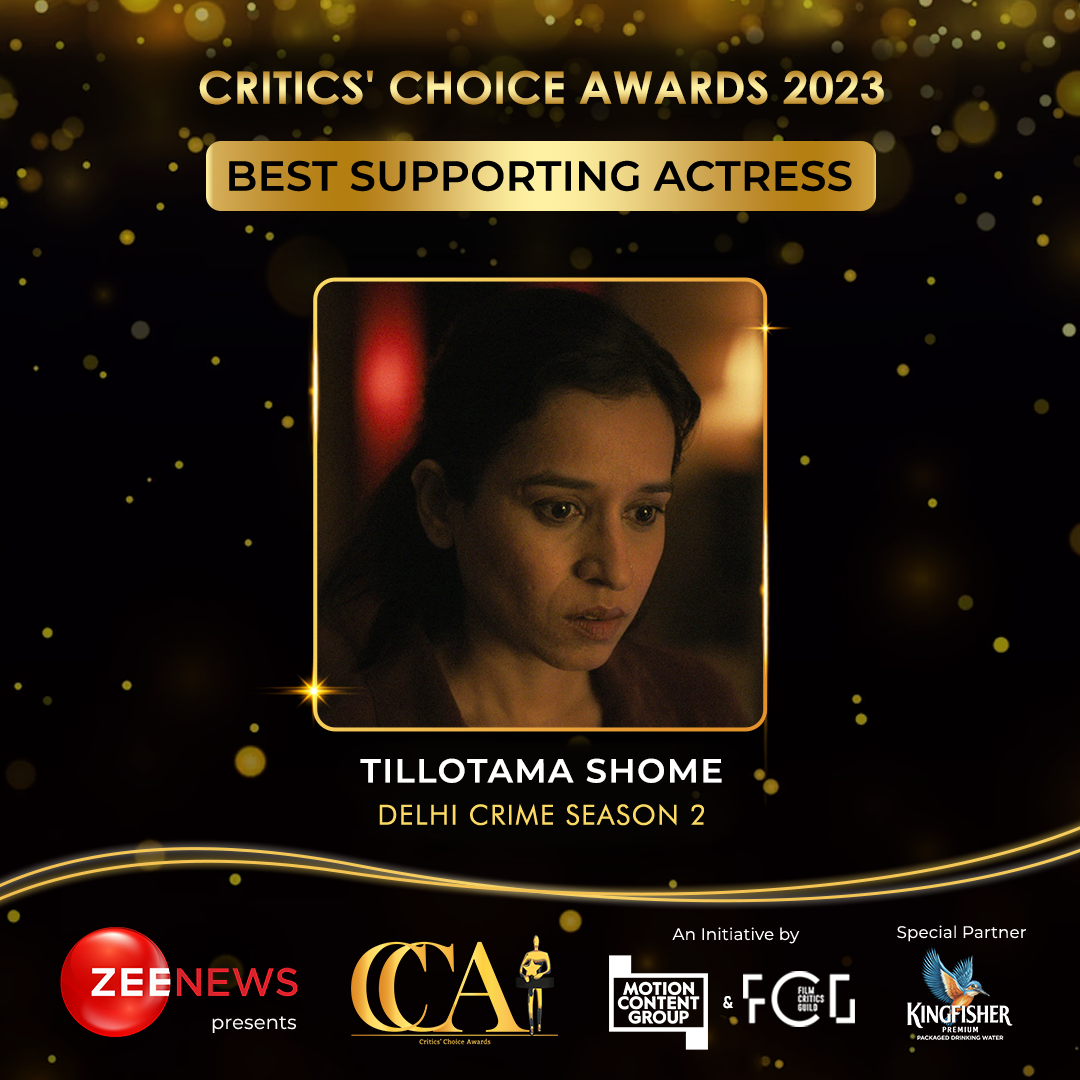 CRITICS' CHOICE AWARDS 2023
BEST SUPPORTING ACTRESS
TILLOTAMA SHOME
DELHI CRIME SEASON 2
ZEENEWS
presents
CCA
Critics' Choice Awards
An Initiative by
MOTION
CONTENT
GROUP
&
FCG
FILM
CRITICS
GUILD
Special Partner
KINGFISHER
PREMIUM
PACKAGED DRINKING WATER